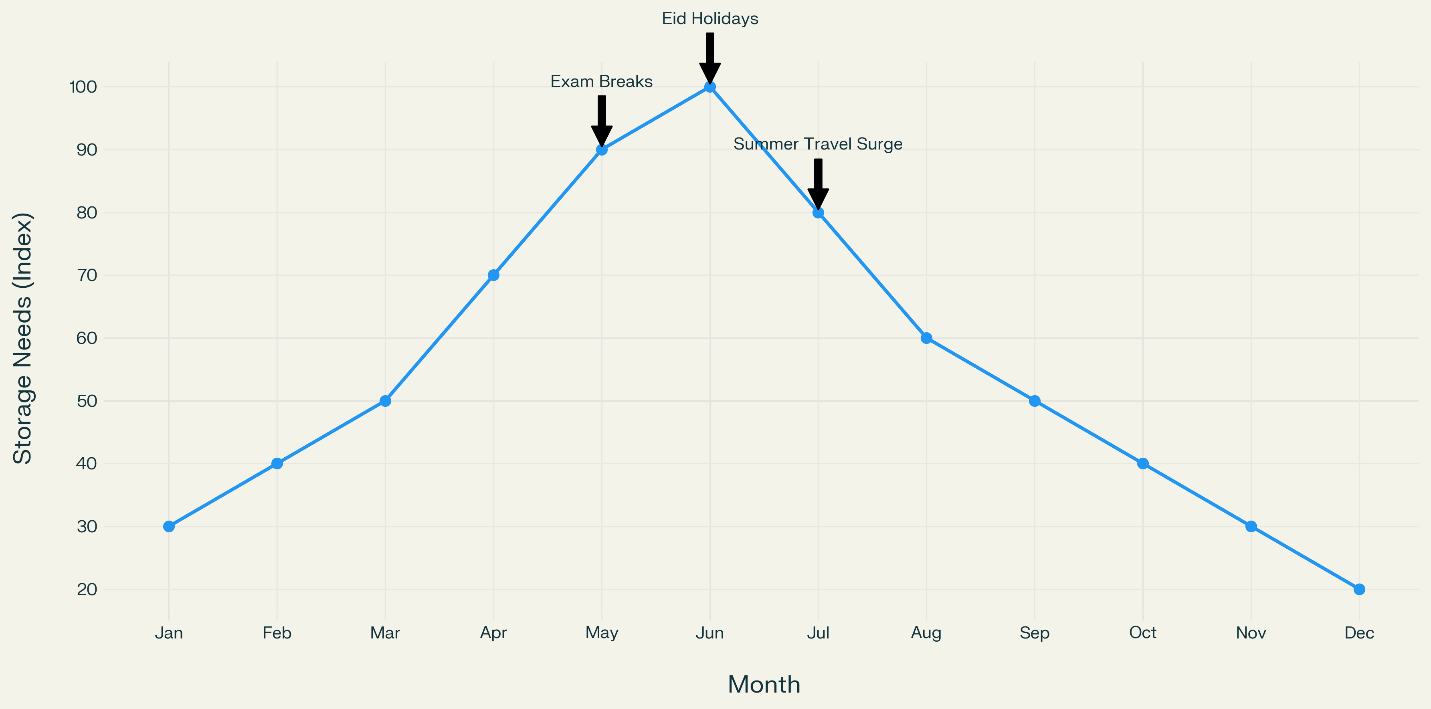 Eid Holidays
Exam Breaks
Summer Travel Surge
100
90
80
70
60
50
40
30
20
Storage Needs (Index)
Jan Feb Mar Apr May Jun Jul Aug Sep Oct Nov Dec
Month